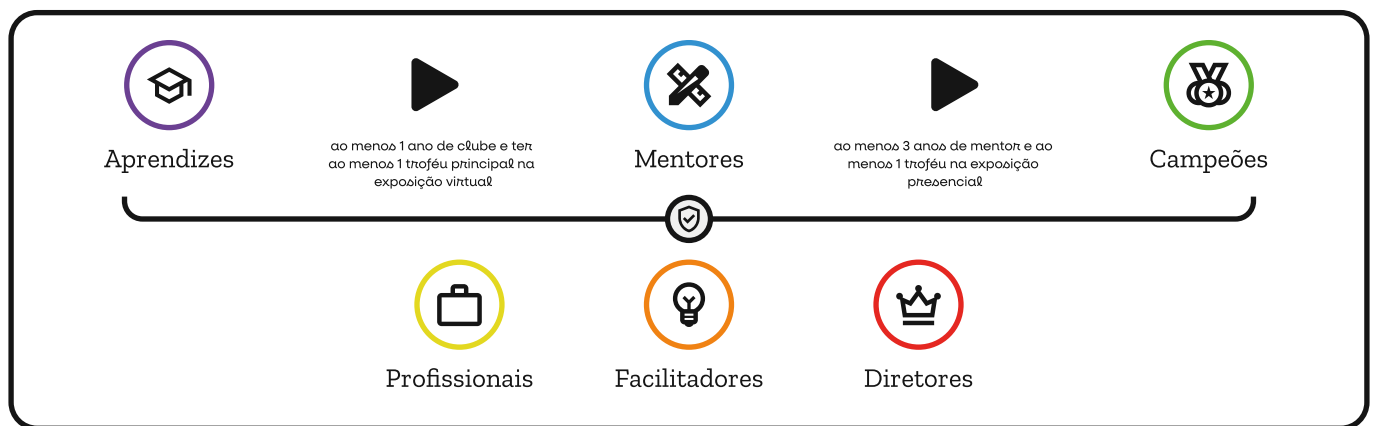 Aprendizes
ao menos 1 ano de clube e ter
ao menos 1 troféu principal na
exposição virtual
Mentores
ao menos 3 anos de mentor e ao
menos 1 troféu na exposição
presencial
Campeões
Profissionais
Facilitadores
Diretores